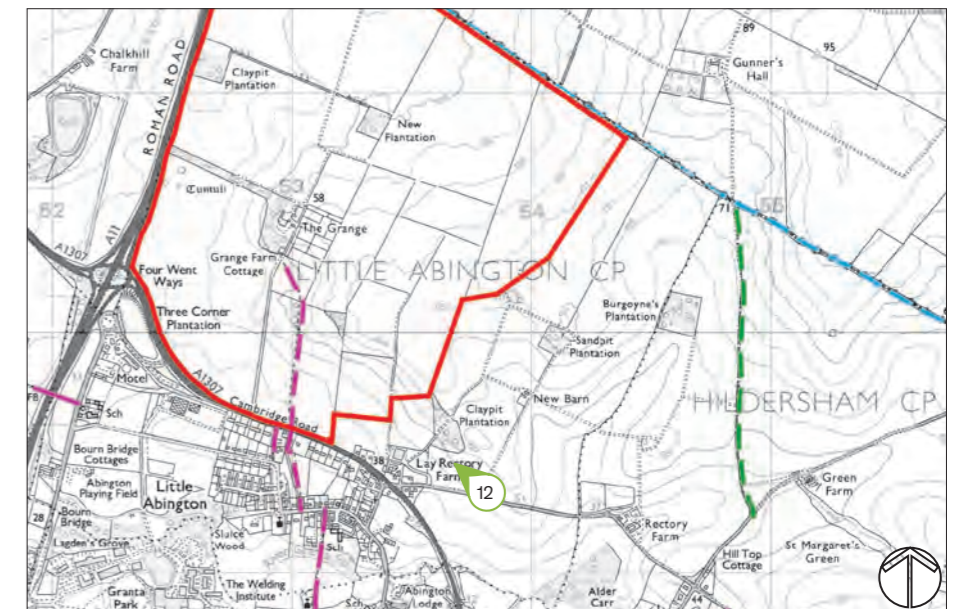 89
95
Chalkhill
Farm
ROMAN ROAD
Claypit
Plantation
Gunner's
Hall
New
Plantation
Tumuli
53
58
52
54
71
55
The Grange
A11
A1307
Grange Farm
Cottage
LITTLE ABINGTON CP
Four Went
Ways
Three Corner
Plantation
Burgoyne's
Plantation
Sandpit
Plantation
Motel
A1307
Cambridge Road
New Barn
HILDERSHAM CP
Sch
Claypit
Plantation
Bourn Bridge
Cottages
38
Lay Rectory
Farm
12
Abington
Playing Field
Little
Abington
Green
Farm
28
Bourn
Bridge
Sluice
Wood
Sch
Rectory
Farm
Lagden's Grove
Hill Top
Cottage
St Margaret's
Green
Granta
Park
The Welding
Institute
Sch
Abington
Lodge
Alder
Carr
44